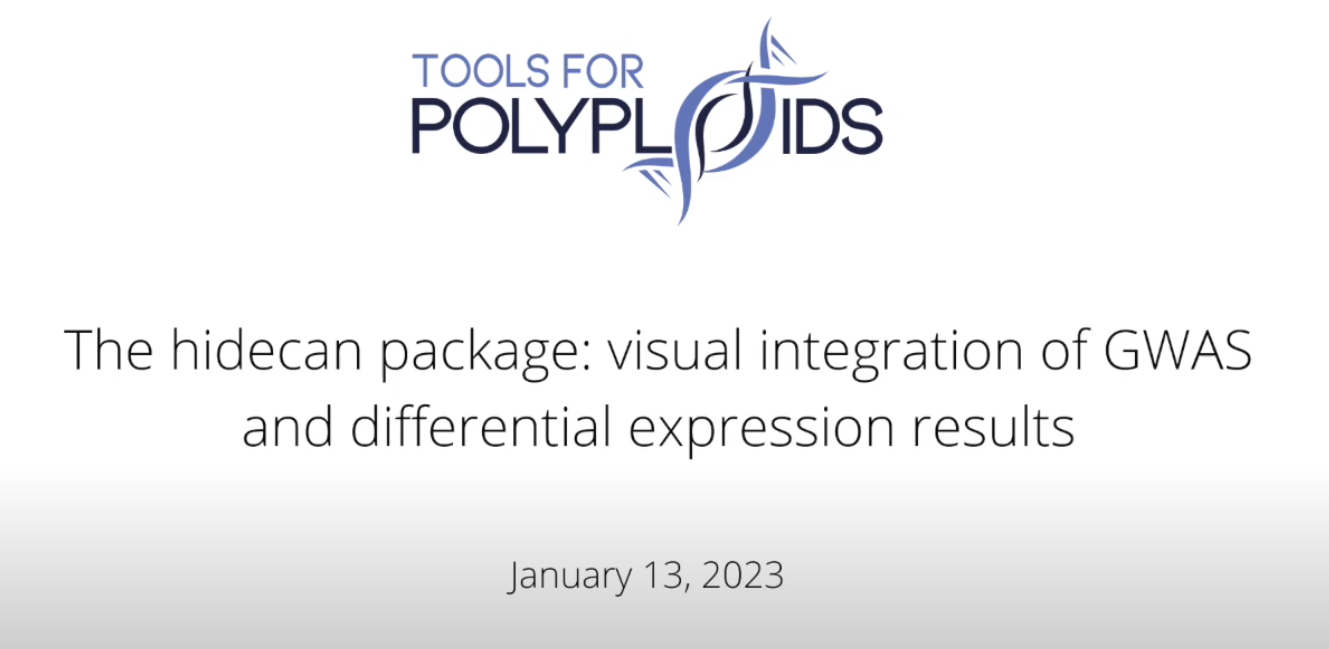 TOOLS FOR
POLYPLOIDS
The hidecan package: visual integration of GWAS
and differential expression results
January 13, 2023